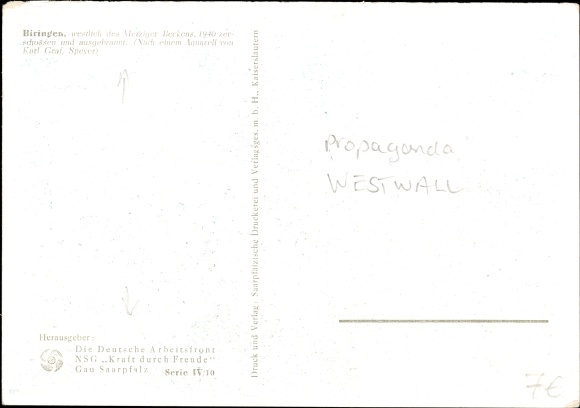 Biringen, westlich des Merziger Beckens, 1940 zer-
schossen und ausgebrannt. (Nach einem Aquarell von
Karl Graf, Speyer)
Druck und Verlag: Saarpfälzische Druckerei und Verlagsges. m. b. H., Kaiserslautern
Propaganda
WESTWALL
Herausgeber:
Die Deutsche Arbeitsfront
NSG „Kraft durch Freude"
Gau Saarpfalz Serie IV/10
7€